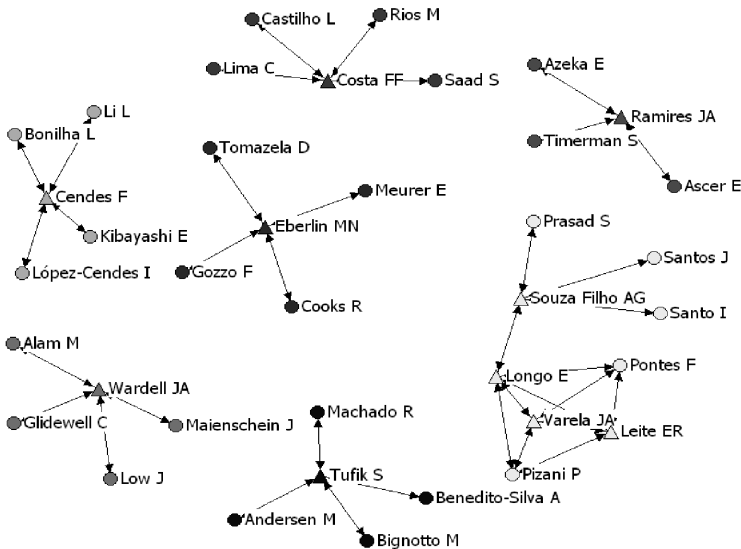 Castilho L
Rios M
Lima C
Costa FF
Saad S
Azeka E
Ramires JA
Timerman S
Ascer E
Li L
Bonilha L
Cendes F
Kibayashi E
López-Cendes I
Tomazela D
Meurer E
Eberlin MN
Gozzo F
Cooks R
Prasad S
Santos J
Souza Filho AG
Santo I
Longo E
Pontes F
Varela JA
Leite ER
Pizani P
Alam M
Wardell JA
Glidewell C
Maienschein J
Low J
Machado R
Tufik S
Benedito-Silva A
Andersen M
Bignotto M